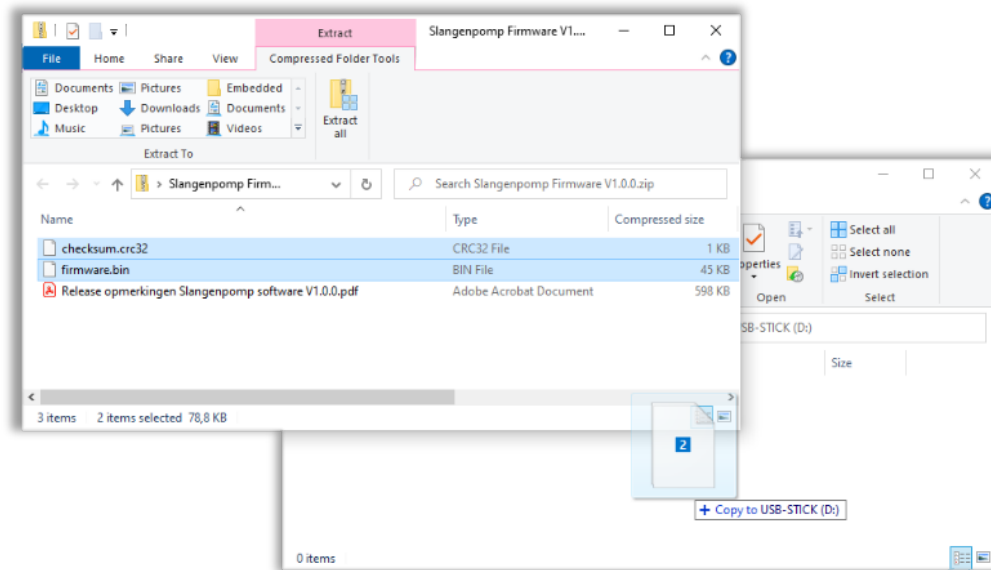 Extract
Slangenpomp Firmware V1....
File Home Share View Compressed Folder Tools
Documents Pictures Embedded
Desktop Downloads Documents
Music Pictures Videos
Extract all
Extract To
Slangenpomp Firm...
Search Slangenpomp Firmware V1.0.0.zip
Name Type Compressed size
checksum.crc32 CRC32 File 1 KB
firmware.bin BIN File 45 KB
Release opmerkingen Slangenpomp software V1.0.0.pdf Adobe Acrobat Document 598 KB
3 items 2 items selected 78,8 KB
Select all
Select none
operties Invert selection
Open Select
SB-STICK (D:)
Size
2
+ Copy to USB-STICK (D:)
0 items